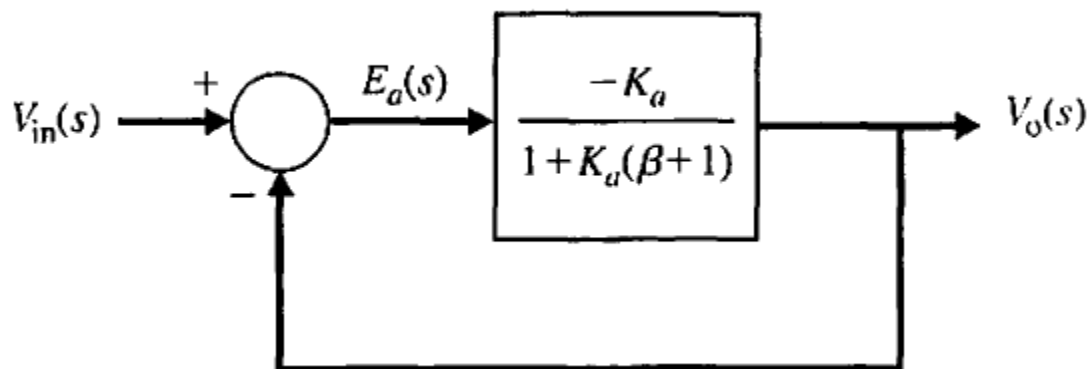 V_in(s)
+
−
E_a(s)
−K_a
1+K_a(β+1)
V_o(s)